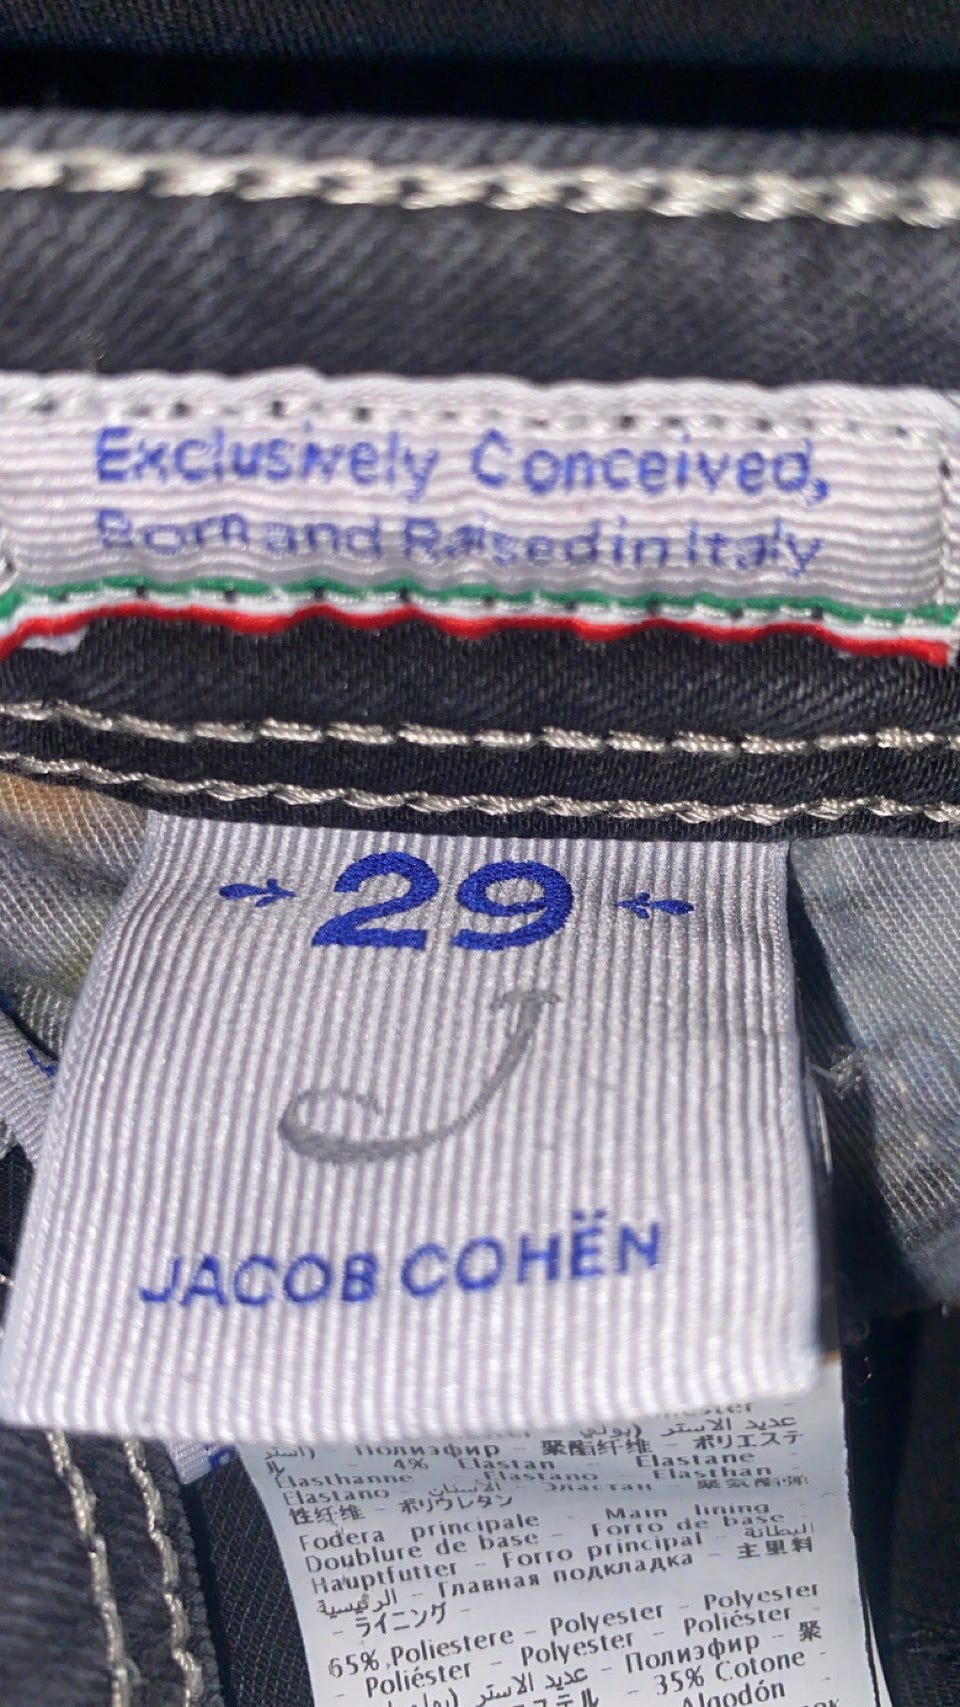 Exclusively Conceived,
Born and Raised in Italy
29
JACOB COHËN
عديد الاستر (بولي
- Полиэфир - 聚酯纤维 - ポリエステ
ル - 4% Elastan - Elastane -
Elasthanne - Elastano - Elasthan -
Elastano - الأستان - Эластан - 聚氨酯弹
性纤维 - ポリウレタン
Fodera principale - Main lining -
Doublure de base - Forro de base -
Hauptfutter - Forro principal - البطانة
الرئيسية - Главная подкладка - 主里料
- ライニング -
65% Poliestere - Polyester - Polyester
- Poliéster - Polyester - Poliéster -
عديد الاستر - Полиэфир - 聚
ステル - 35% Cotone -
Algodón